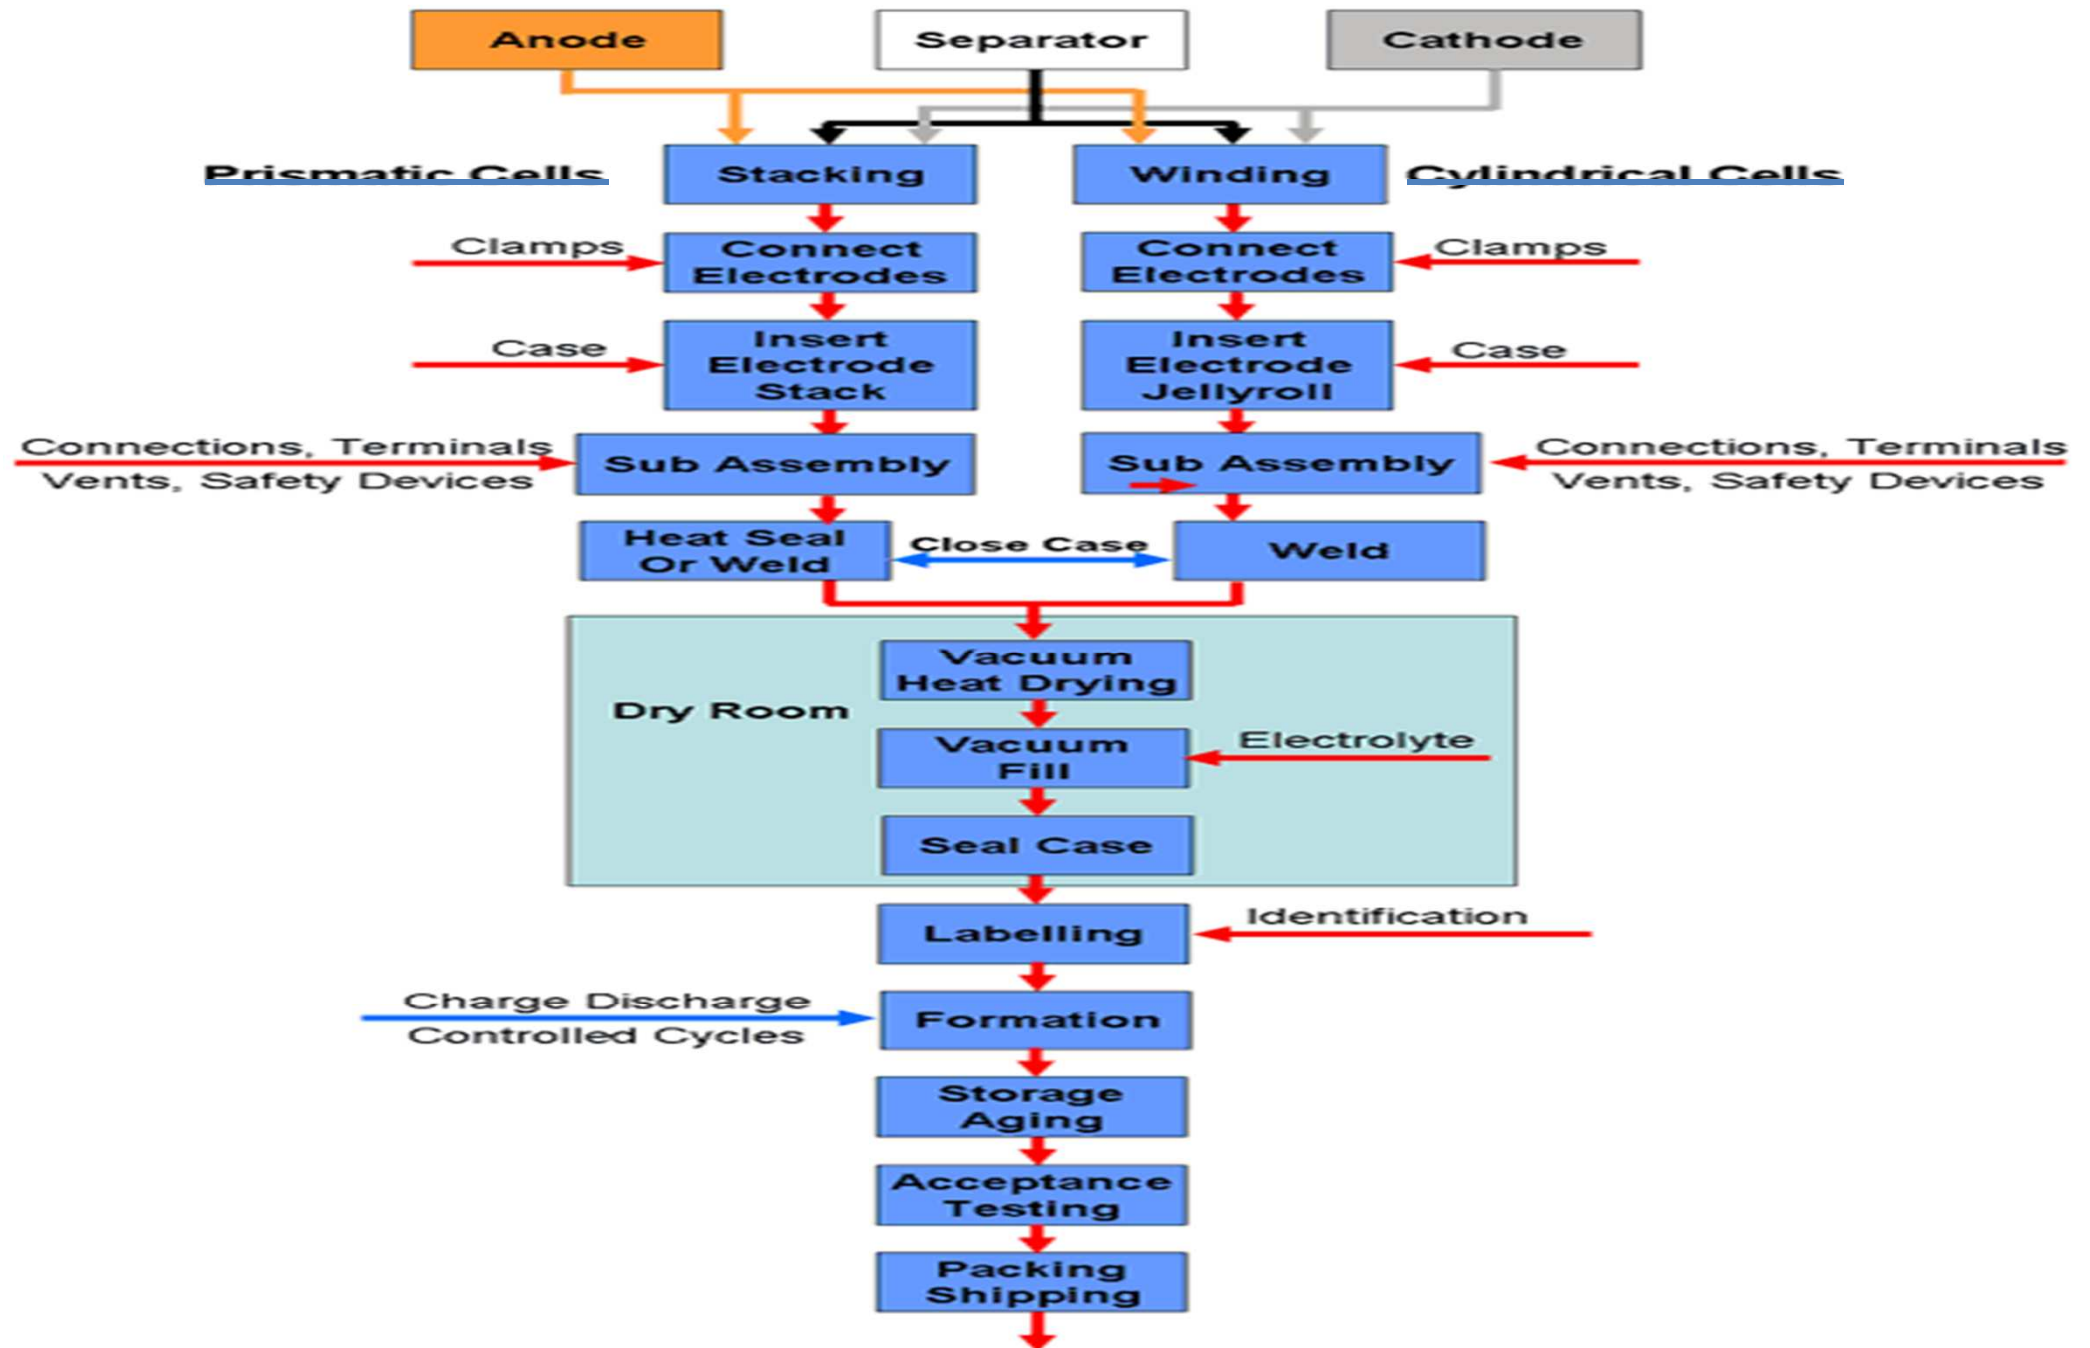 Anode
Separator
Cathode
Prismatic Cells
Stacking
Winding
Cylindrical Cells
Clamps
Connect
Electrodes
Connect
Electrodes
Clamps
Case
Insert
Electrode
Stack
Insert
Electrode
Jellyroll
Case
Connections, Terminals
Vents, Safety Devices
Sub Assembly
Sub Assembly
Connections, Terminals
Vents, Safety Devices
Heat Seal
Or Weld
Close Case
Weld
Dry Room
Vacuum
Heat Drying
Vacuum
Fill
Electrolyte
Seal Case
Labelling
Identification
Charge Discharge
Controlled Cycles
Formation
Storage
Aging
Acceptance
Testing
Packing
Shipping